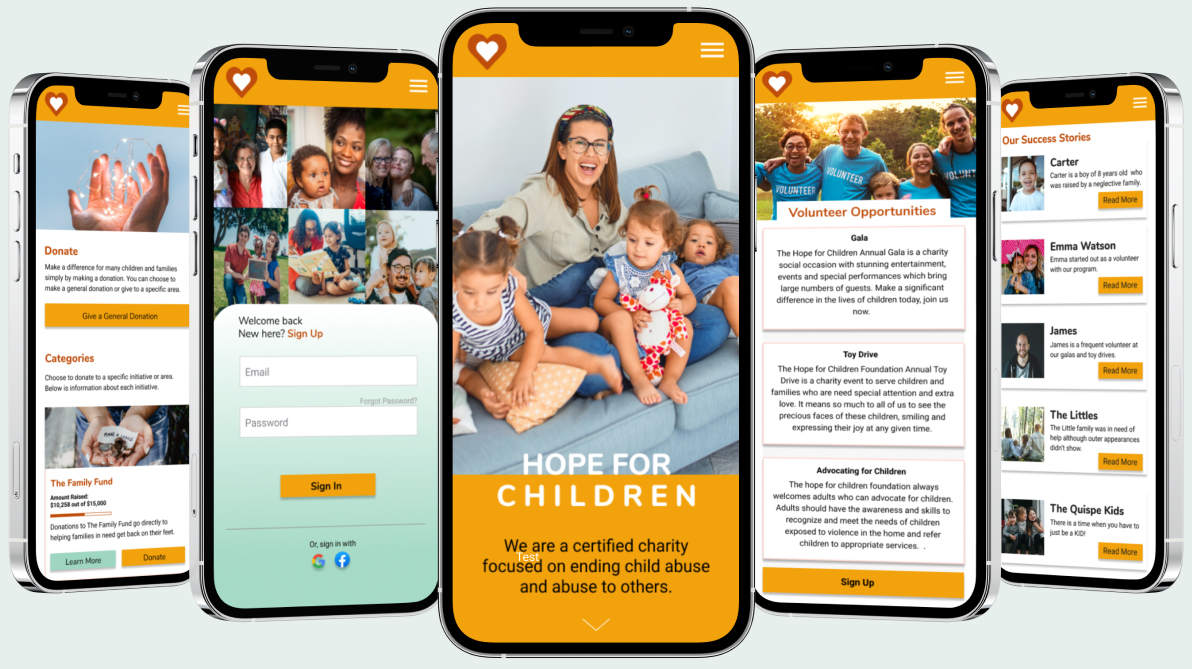 Donate
Make a difference for many children and families
simply by making a donation. You can choose to
make a general donation or give to a specific area.
Give a General Donation
Categories
Choose to donate to a specific initiative or area.
Below is information about each initiative.
MAKE A CHANGE
The Family Fund
Amount Raised:
$10,258 out of $15,000
Donations to The Family Fund go directly to
helping families in need get back on their feet.
Learn More
Donate
Welcome back
New here? Sign Up
Email
Forgot Password?
Password
Sign In
Or, sign in with
HOPE FOR
CHILDREN
We are a certified charity
Test
focused on ending child abuse
and abuse to others.
VOLUNTEER
VOLUNTEER
Volunteer Opportunities
Gala
The Hope for Children Annual Gala is a charity
social occasion with stunning entertainment,
events and special performances which bring
large numbers of guests. Make a significant
difference in the lives of children today, join us
now.
Toy Drive
The Hope for Children Foundation Annual Toy
Drive is a charity event to serve children and
families who are need special attention and extra
love. It means so much to all of us to see the
precious faces of these children, smiling and
expressing their joy at any given time.
Advocating for Children
The hope for children foundation always
welcomes adults who can advocate for children.
Adults should have the awareness and skills to
recognize and meet the needs of children
exposed to violence in the home and refer
children to appropriate services. .
Sign Up
Our Success Stories
Carter
Carter is a boy of 8 years old who
was raised by a neglective family.
Read More
Emma Watson
Emma started out as a volunteer
with our program.
Read More
James
James is a frequent volunteer at
our galas and toy drives.
Read More
The Littles
The Little family was in need of
help although outer appearances
didn't show.
Read More
The Quispe Kids
There is a time when you have to
just be a KID!
Read More